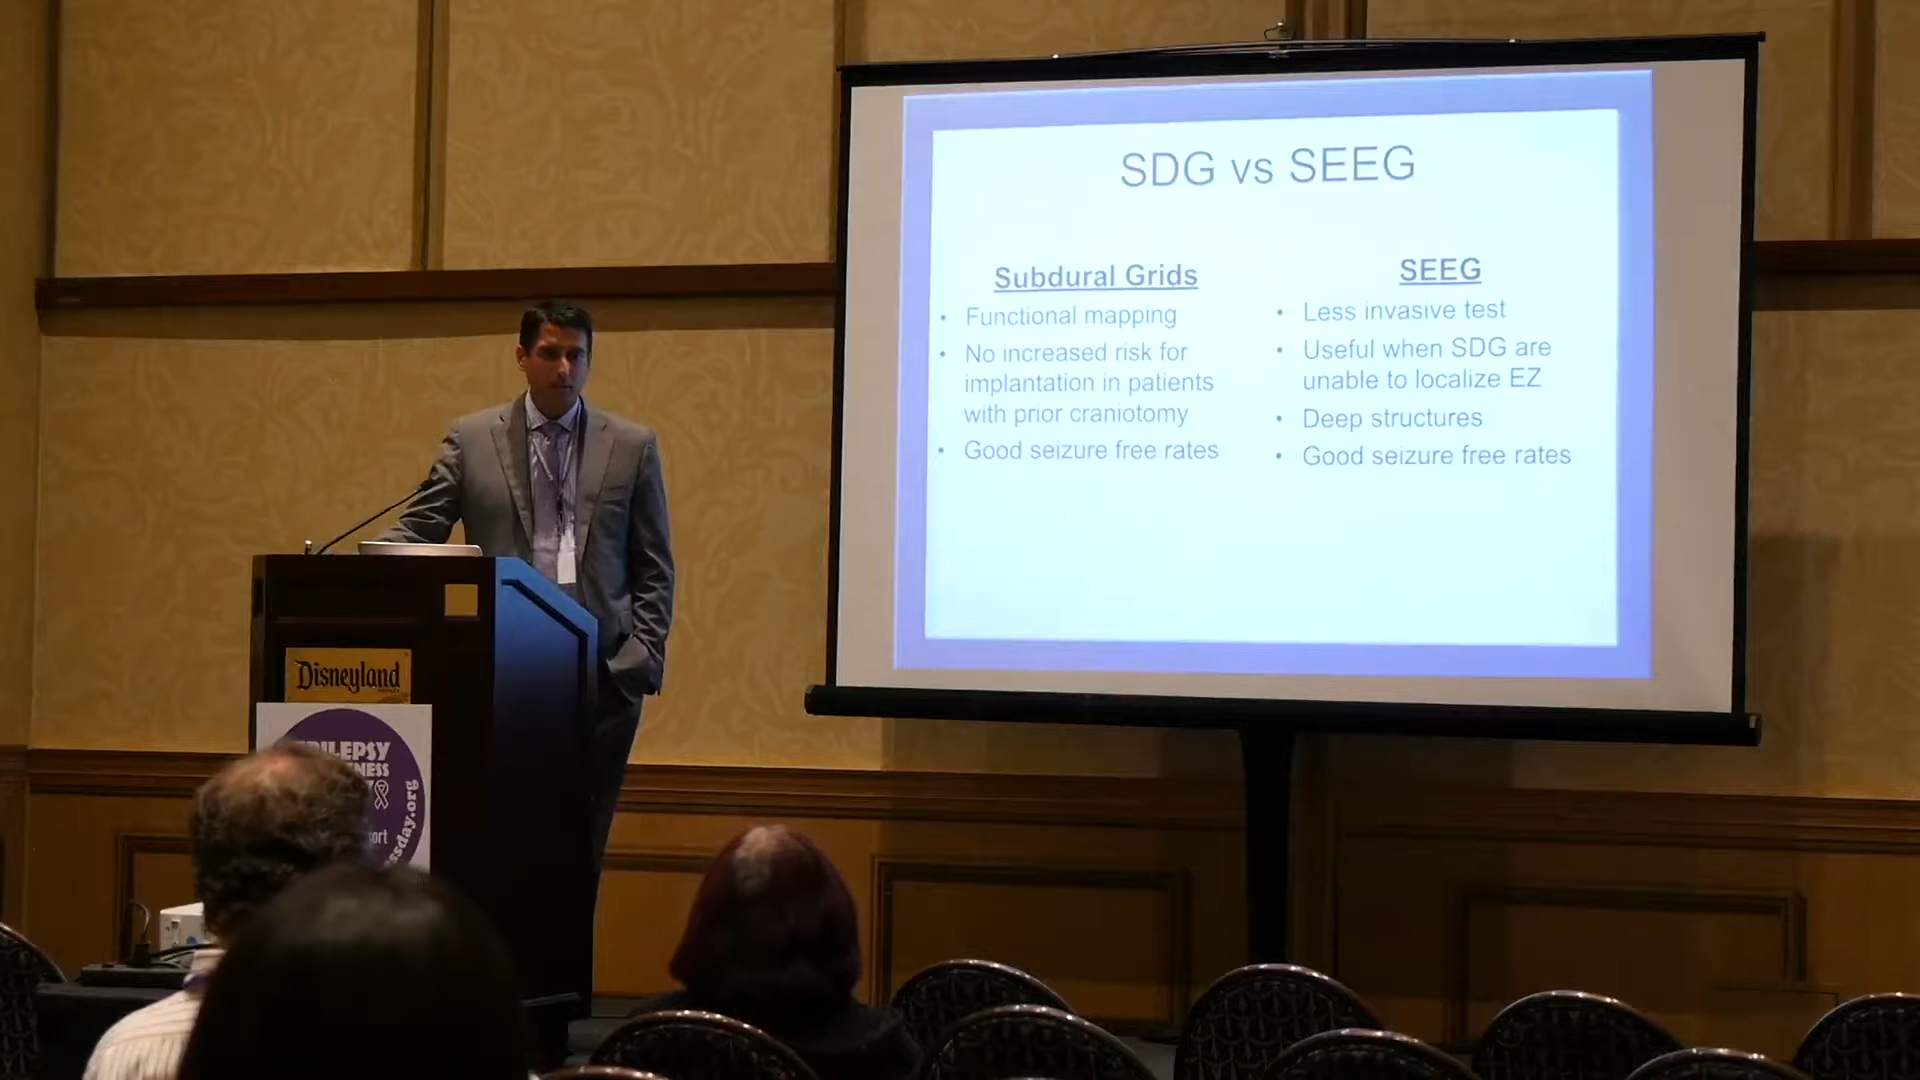 SDG vs SEEG
Subdural Grids
• Functional mapping
• No increased risk for
implantation in patients
with prior craniotomy
• Good seizure free rates
SEEG
• Less invasive test
• Useful when SDG are
unable to localize EZ
• Deep structures
• Good seizure free rates
Disneyland
EPILEPSY